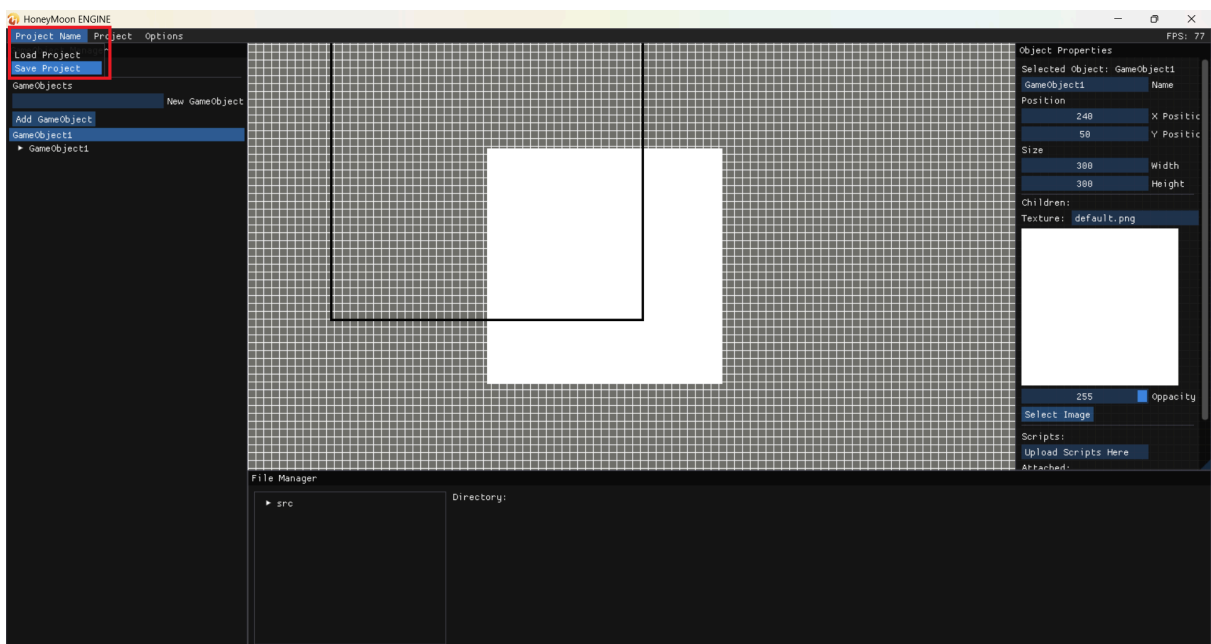 HoneyMoon ENGINE
Project Name Project Options FPS: 77
Load Project
Save Project
GameObjects
New GameObject
Add GameObject
GameObject1
GameObject1
Object Properties
Selected Object: GameObject1
GameObject1 Name
Position
240 X Positic
50 Y Positic
Size
300 Width
300 Height
Children:
Texture: default.png
255 Oppacity
Select Image
Scripts:
Upload Scripts Here
Attached:
File Manager
src
Directory: